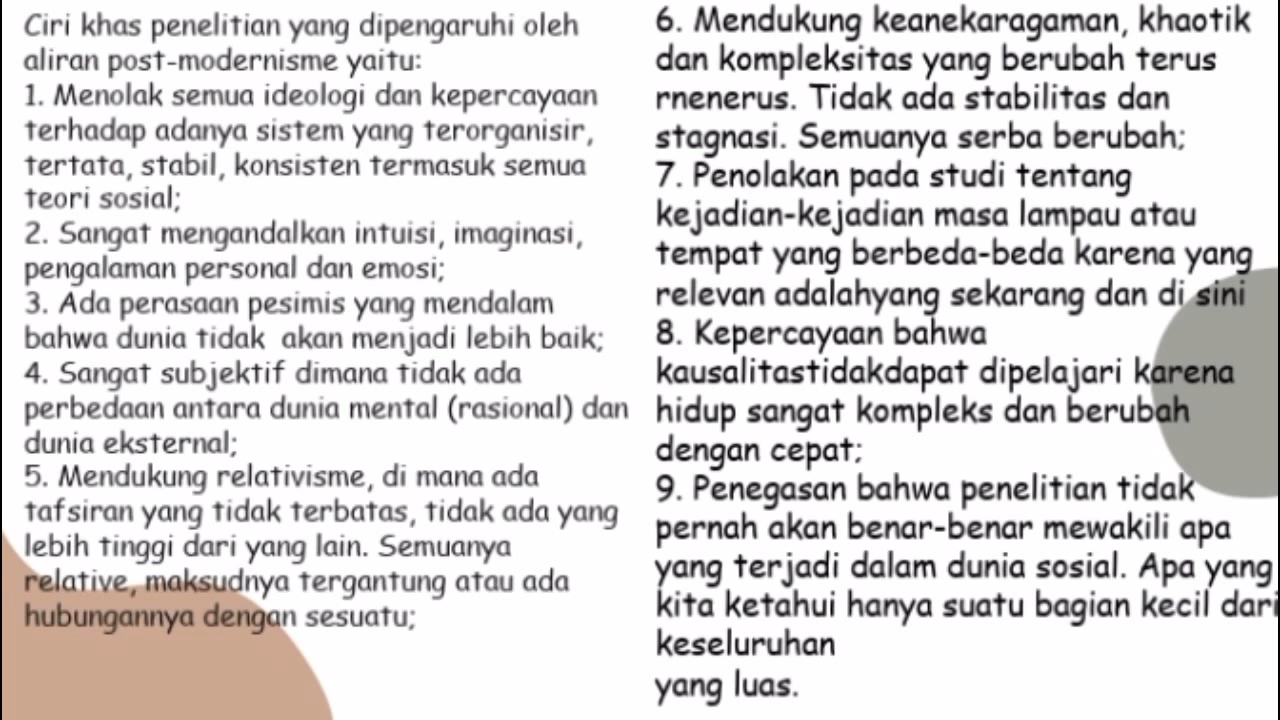 Ciri khas penelitian yang dipengaruhi oleh
aliran post-modernisme yaitu:
1. Menolak semua ideologi dan kepercayaan
terhadap adanya sistem yang terorganisir,
tertata, stabil, konsisten termasuk semua
teori sosial;
2. Sangat mengandalkan intuisi, imaginasi,
pengalaman personal dan emosi;
3. Ada perasaan pesimis yang mendalam
bahwa dunia tidak akan menjadi lebih baik;
4. Sangat subjektif dimana tidak ada
perbedaan antara dunia mental (rasional) dan
dunia eksternal;
5. Mendukung relativisme, di mana ada
tafsiran yang tidak terbatas, tidak ada yang
lebih tinggi dari yang lain. Semuanya
relative, maksudnya tergantung atau ada
hubungannya dengan sesuatu;
6. Mendukung keanekaragaman, khaotik
dan kompleksitas yang berubah terus
rnenerus. Tidak ada stabilitas dan
stagnasi. Semuanya serba berubah;
7. Penolakan pada studi tentang
kejadian-kejadian masa lampau atau
tempat yang berbeda-beda karena yang
relevan adalahyang sekarang dan di sini
8. Kepercayaan bahwa
kausalitastidakdapat dipelajari karena
hidup sangat kompleks dan berubah
dengan cepat;
9. Penegasan bahwa penelitian tidak
pernah akan benar-benar mewakili apa
yang terjadi dalam dunia sosial. Apa yang
kita ketahui hanya suatu bagian kecil dari
keseluruhan
yang luas.